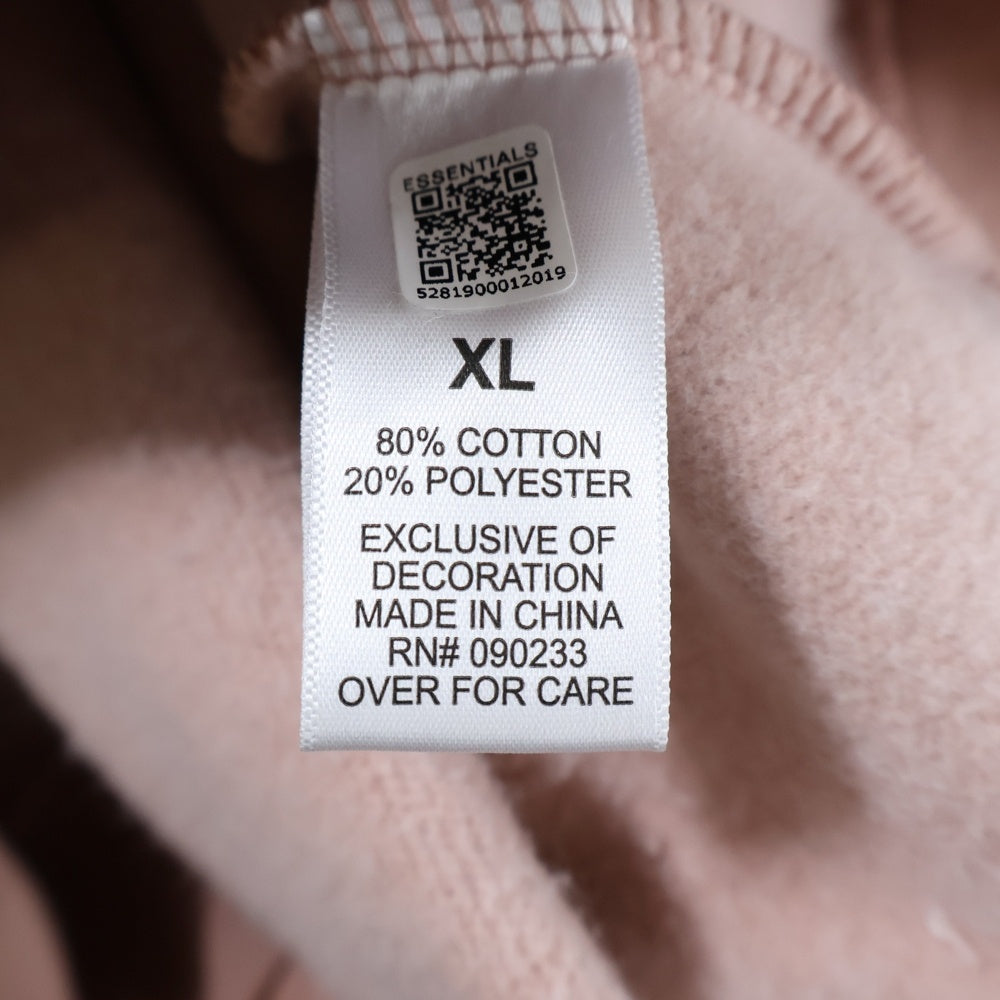 ESSENTIALS
5281900012019
XL
80% COTTON
20% POLYESTER
EXCLUSIVE OF
DECORATION
MADE IN CHINA
RN# 090233
OVER FOR CARE